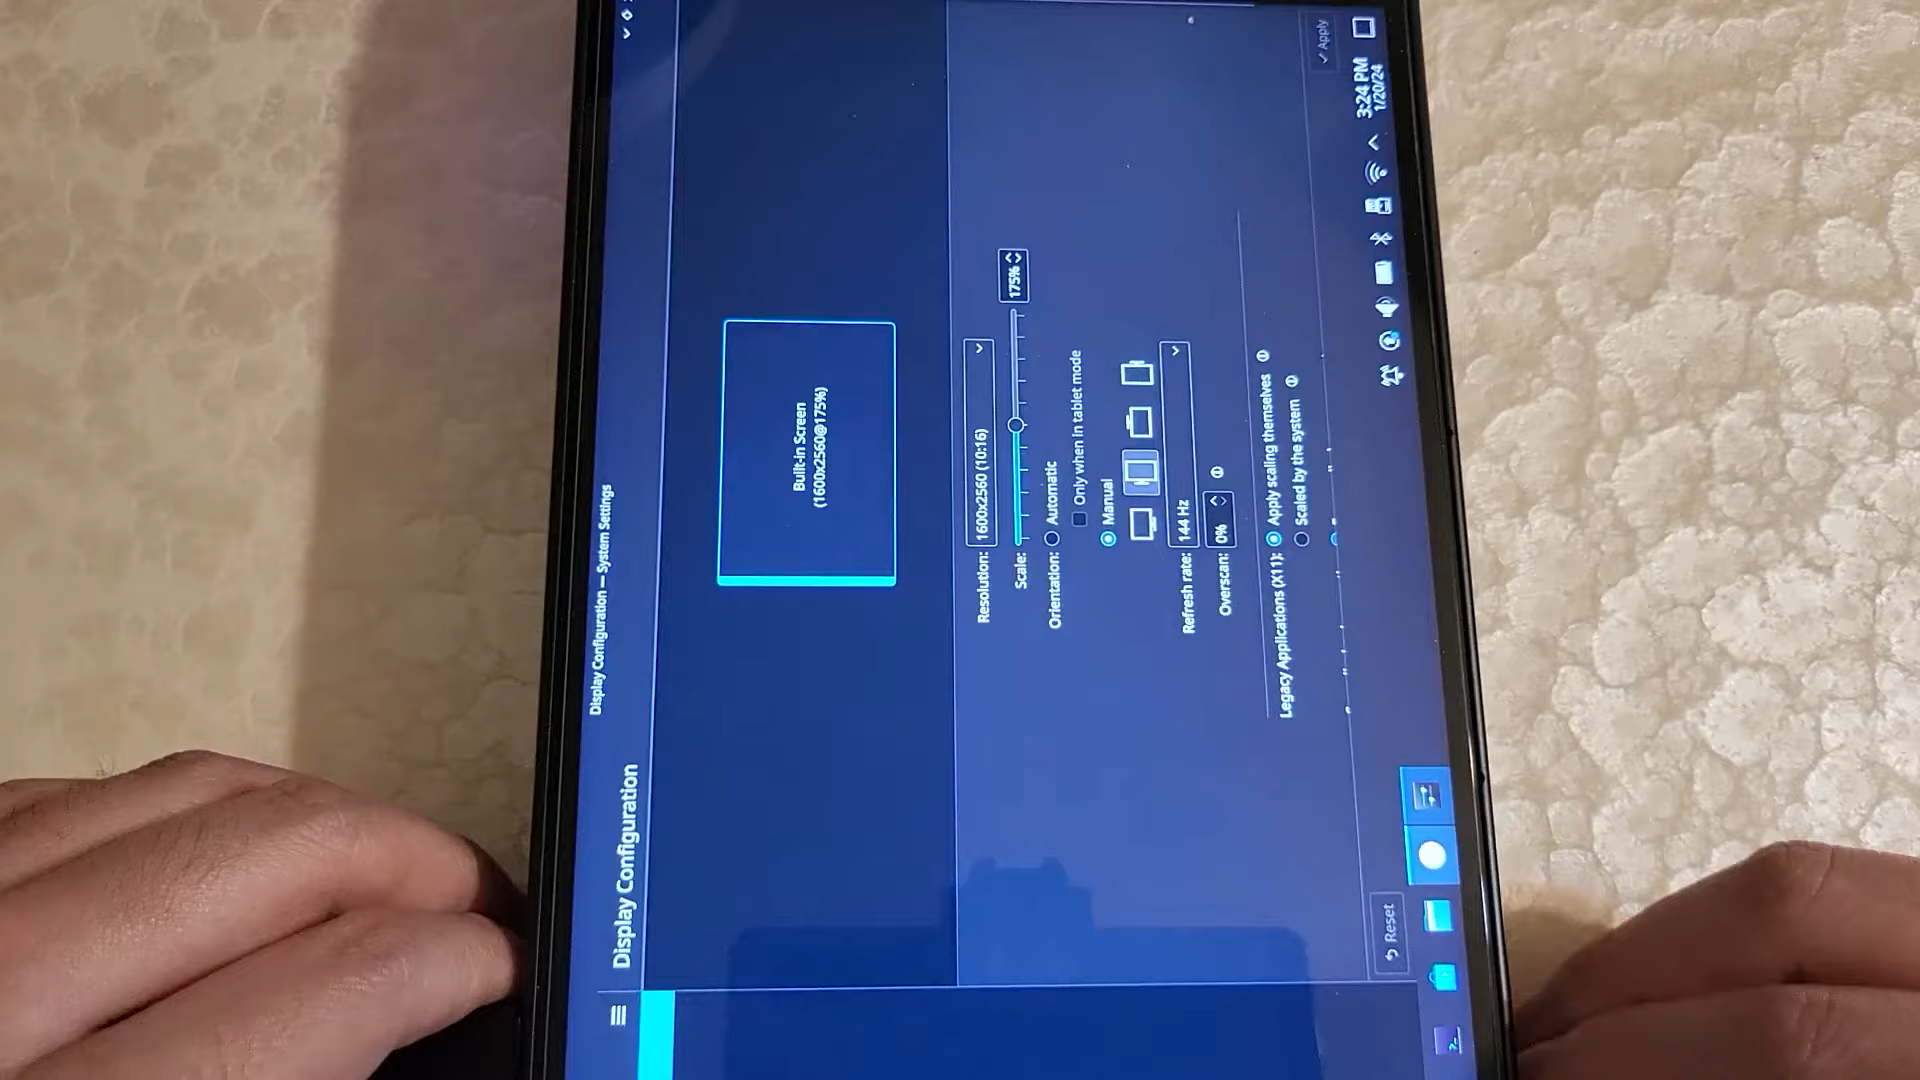 Display Configuration — System Settings
Display Configuration
Built-in Screen
(1600x2560@175%)
Resolution: 1600x2560 (10:16)
Scale: 175%
Orientation: Automatic
Only when in tablet mode
Manual
Refresh rate: 144 Hz
Overscan: 0%
Legacy Applications (X11): Apply scaling themselves
Scaled by the system
Reset
Apply
3:24 PM
1/20/24